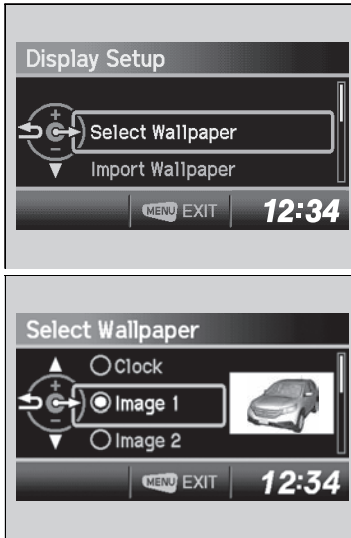 Display Setup
+
Select Wallpaper
−
Import Wallpaper
MENU EXIT
12:34
Select Wallpaper
Clock
+
Image 1
−
Image 2
MENU EXIT
12:34